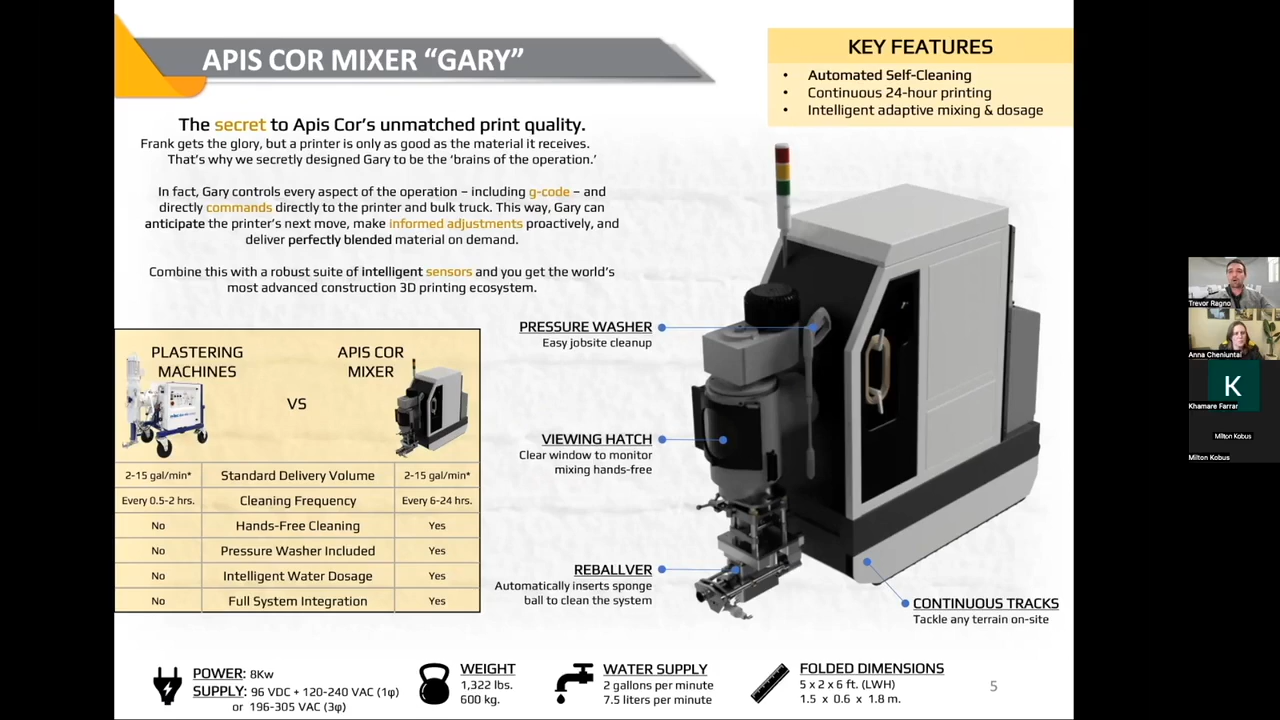 APIS COR MIXER “GARY”
KEY FEATURES
• Automated Self-Cleaning
• Continuous 24-hour printing
• Intelligent adaptive mixing & dosage
The secret to Apis Cor’s unmatched print quality.
Frank gets the glory, but a printer is only as good as the material it receives.
That’s why we secretly designed Gary to be the ‘brains of the operation.’
In fact, Gary controls every aspect of the operation – including g-code – and
directly commands directly to the printer and bulk truck. This way, Gary can
anticipate the printer’s next move, make informed adjustments proactively, and
deliver perfectly blended material on demand.
Combine this with a robust suite of intelligent sensors and you get the world’s
most advanced construction 3D printing ecosystem.
PLASTERING
MACHINES
VS
APIS COR
MIXER
2-15 gal/min* Standard Delivery Volume 2-15 gal/min*
Every 0.5-2 hrs. Cleaning Frequency Every 6-24 hrs.
No Hands-Free Cleaning Yes
No Pressure Washer Included Yes
No Intelligent Water Dosage Yes
No Full System Integration Yes
PRESSURE WASHER
Easy jobsite cleanup
VIEWING HATCH
Clear window to monitor
mixing hands-free
REBALLVER
Automatically inserts sponge
ball to clean the system
CONTINUOUS TRACKS
Tackle any terrain on-site
POWER: 8Kw
SUPPLY: 96 VDC + 120-240 VAC (1φ)
or 196-305 VAC (3φ)
WEIGHT
1,322 lbs.
600 kg.
WATER SUPPLY
2 gallons per minute
7.5 liters per minute
FOLDED DIMENSIONS
5 x 2 x 6 ft. (LWH)
1.5 x 0.6 x 1.8 m.
5
Trevor Ragno
Anna Cheniuntai
K
Khamare Farrar
Milton Kobus
Milton Kobus